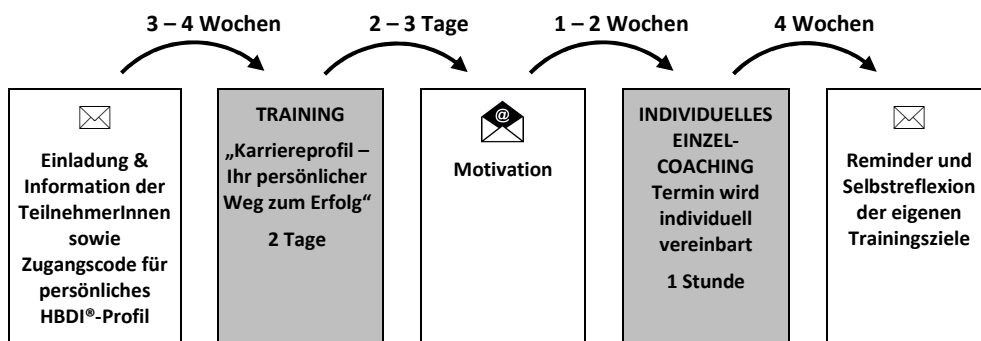 3 – 4 Wochen
2 – 3 Tage
1 – 2 Wochen
4 Wochen
Einladung &
Information der
TeilnehmerInnen
sowie
Zugangscode für
persönliches
HBDI®-Profil
TRAINING
„Karriereprofil –
Ihr persönlicher
Weg zum Erfolg“
2 Tage
@
Motivation
INDIVIDUELLES
EINZEL-
COACHING
Termin wird
individuell
vereinbart
1 Stunde
Reminder und
Selbstreflexion
der eigenen
Trainingsziele